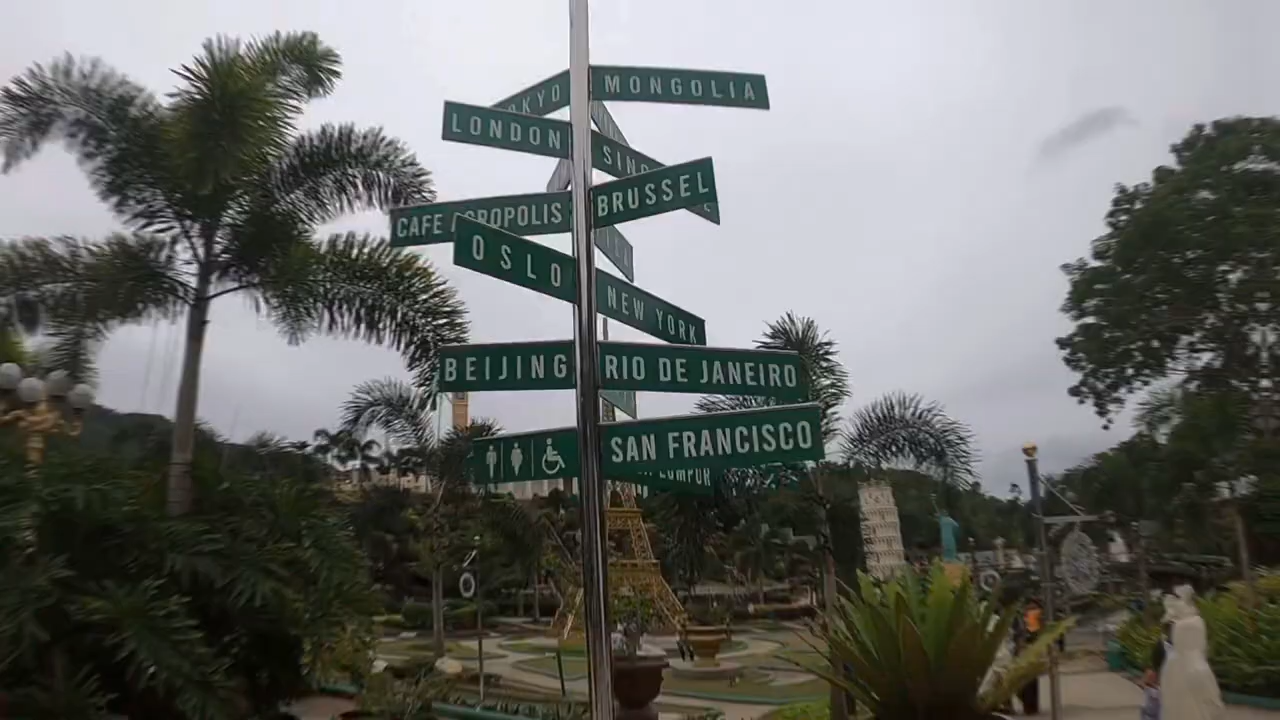 MONGOLIA
LONDON
BRUSSEL
CAFE
OSLO
NEW YORK
BEIJING
RIO DE JANEIRO
SAN FRANCISCO